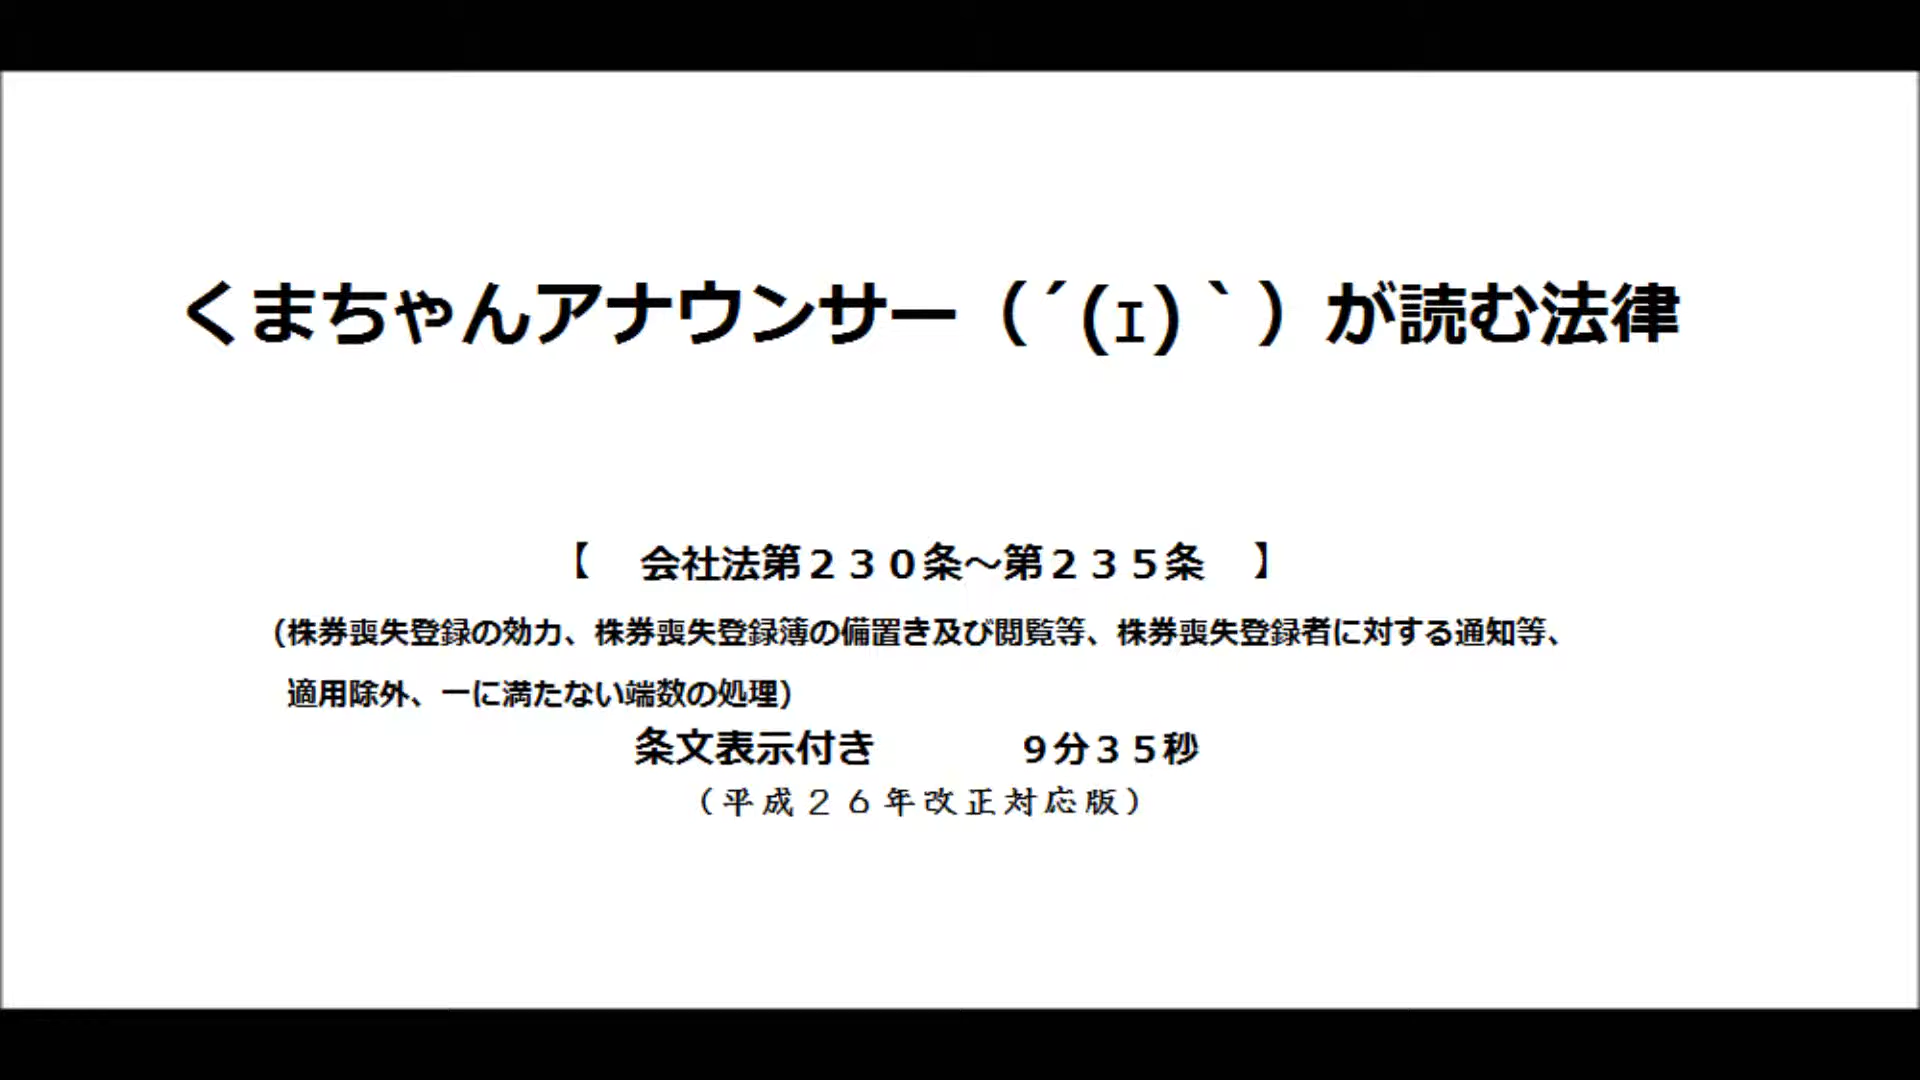 くまちゃんアナウンサー（´(ｪ)｀）が読む法律
【　会社法第２３０条～第２３５条　】
(株券喪失登録の効力、株券喪失登録簿の備置き及び閲覧等、株券喪失登録者に対する通知等、
適用除外、一に満たない端数の処理)
条文表示付き　　　９分３５秒
（平成２６年改正対応版）